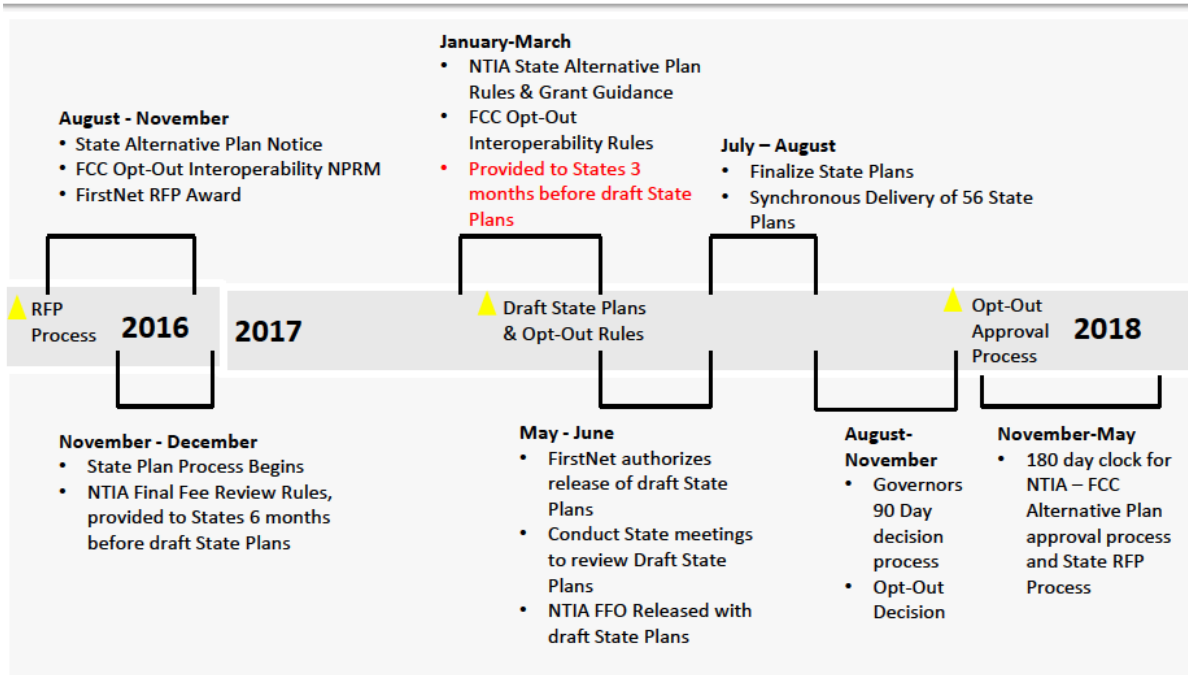 August - November
• State Alternative Plan Notice
• FCC Opt-Out Interoperability NPRM
• FirstNet RFP Award
January-March
• NTIA State Alternative Plan
Rules & Grant Guidance
• FCC Opt-Out
Interoperability Rules
• Provided to States 3
months before draft State
Plans
July – August
• Finalize State Plans
• Synchronous Delivery of 56 State
Plans
RFP
Process
2016
2017
Draft State Plans
& Opt-Out Rules
Opt-Out
Approval
Process
2018
November - December
• State Plan Process Begins
• NTIA Final Fee Review Rules,
provided to States 6 months
before draft State Plans
May - June
• FirstNet authorizes
release of draft State
Plans
• Conduct State meetings
to review Draft State
Plans
• NTIA FFO Released with
draft State Plans
August-
November
• Governors
90 Day
decision
process
• Opt-Out
Decision
November-May
• 180 day clock for
NTIA – FCC
Alternative Plan
approval process
and State RFP
Process